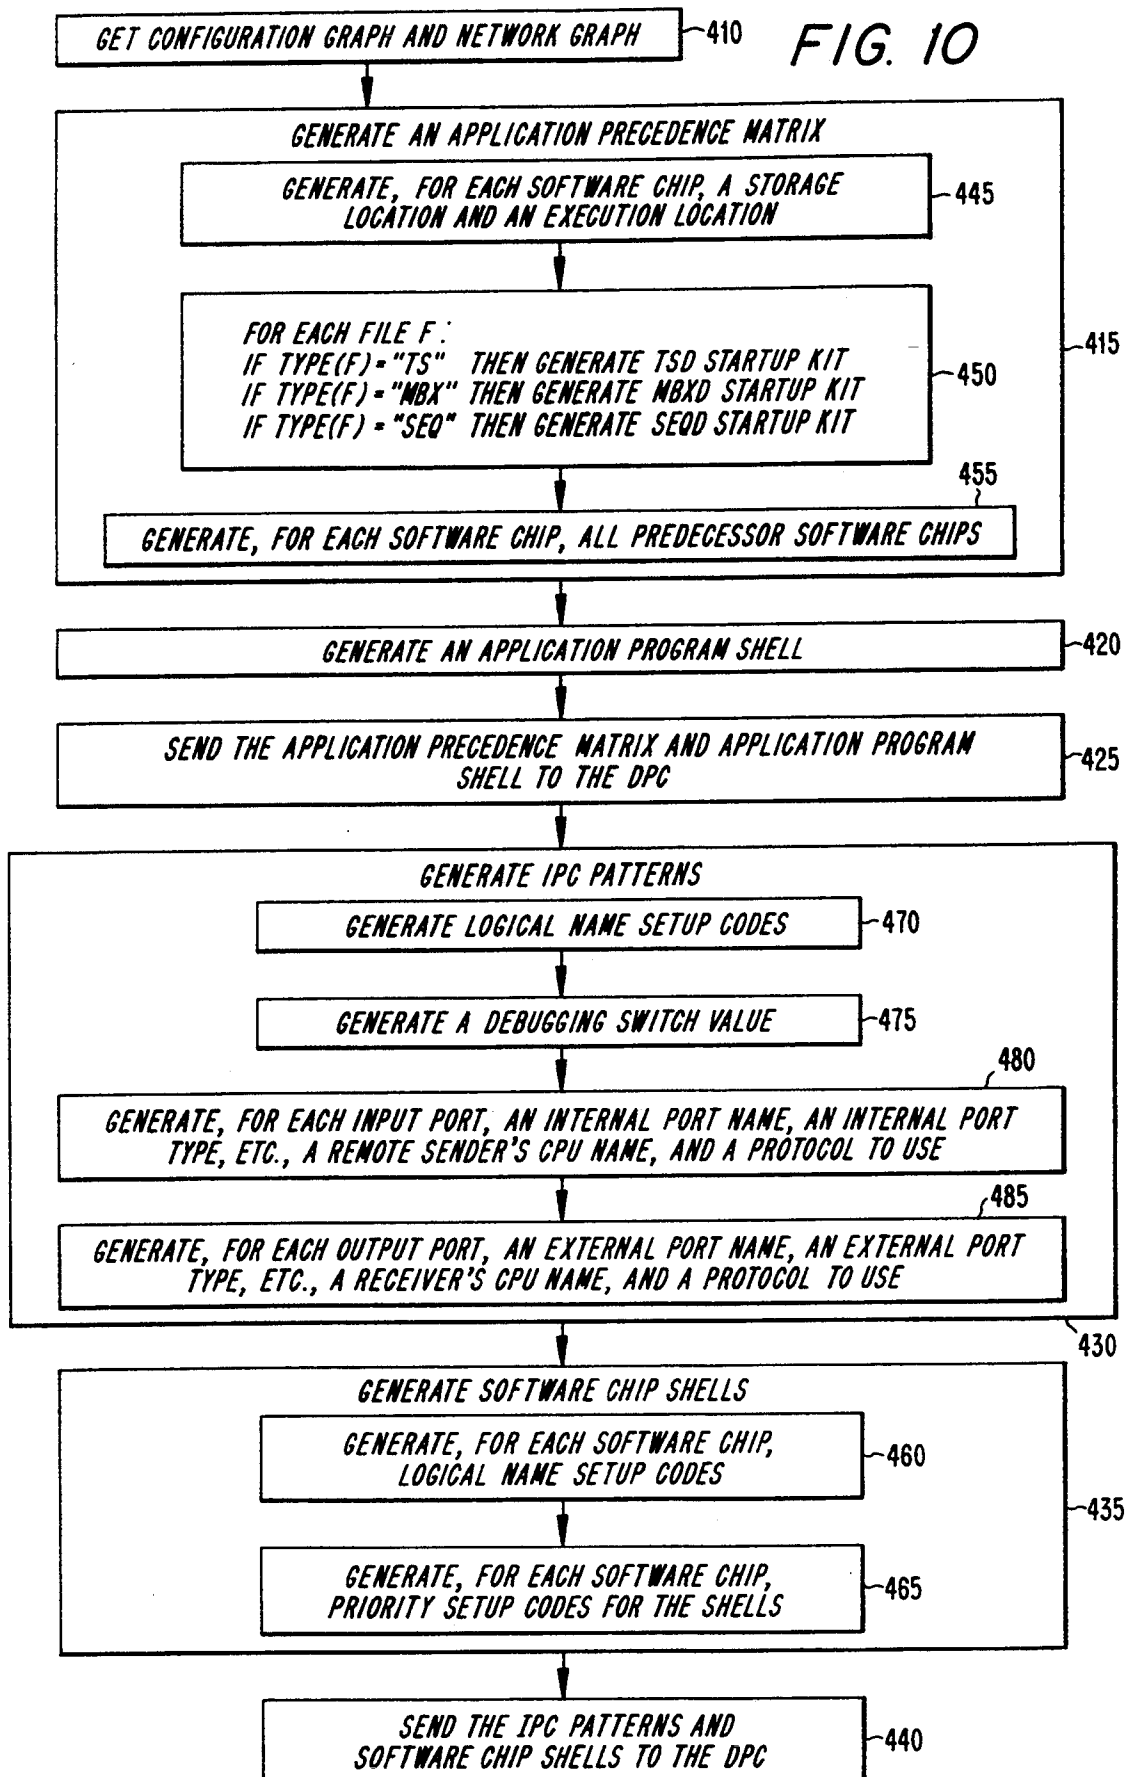 GET CONFIGURATION GRAPH AND NETWORK GRAPH
410
FIG. 10
GENERATE AN APPLICATION PRECEDENCE MATRIX
GENERATE, FOR EACH SOFTWARE CHIP, A STORAGE
LOCATION AND AN EXECUTION LOCATION
445
FOR EACH FILE F:
IF TYPE(F) = "TS" THEN GENERATE TSD STARTUP KIT
IF TYPE(F) = "MBX" THEN GENERATE MBXD STARTUP KIT
IF TYPE(F) = "SEQ" THEN GENERATE SEQD STARTUP KIT
450
415
455
GENERATE, FOR EACH SOFTWARE CHIP, ALL PREDECESSOR SOFTWARE CHIPS
GENERATE AN APPLICATION PROGRAM SHELL
420
SEND THE APPLICATION PRECEDENCE MATRIX AND APPLICATION PROGRAM
SHELL TO THE DPC
425
GENERATE IPC PATTERNS
GENERATE LOGICAL NAME SETUP CODES
470
GENERATE A DEBUGGING SWITCH VALUE
475
480
GENERATE, FOR EACH INPUT PORT, AN INTERNAL PORT NAME, AN INTERNAL PORT
TYPE, ETC., A REMOTE SENDER'S CPU NAME, AND A PROTOCOL TO USE
485
GENERATE, FOR EACH OUTPUT PORT, AN EXTERNAL PORT NAME, AN EXTERNAL PORT
TYPE, ETC., A RECEIVER'S CPU NAME, AND A PROTOCOL TO USE
430
GENERATE SOFTWARE CHIP SHELLS
GENERATE, FOR EACH SOFTWARE CHIP,
LOGICAL NAME SETUP CODES
460
435
GENERATE, FOR EACH SOFTWARE CHIP,
PRIORITY SETUP CODES FOR THE SHELLS
465
SEND THE IPC PATTERNS AND
SOFTWARE CHIP SHELLS TO THE DPC
440